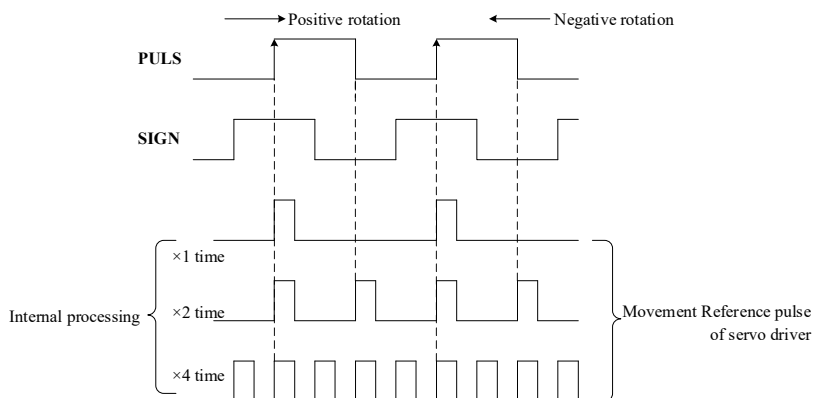 Positive rotation
Negative rotation
PULS
SIGN
×1 time
Internal processing
×2 time
Movement Reference pulse
of servo driver
×4 time